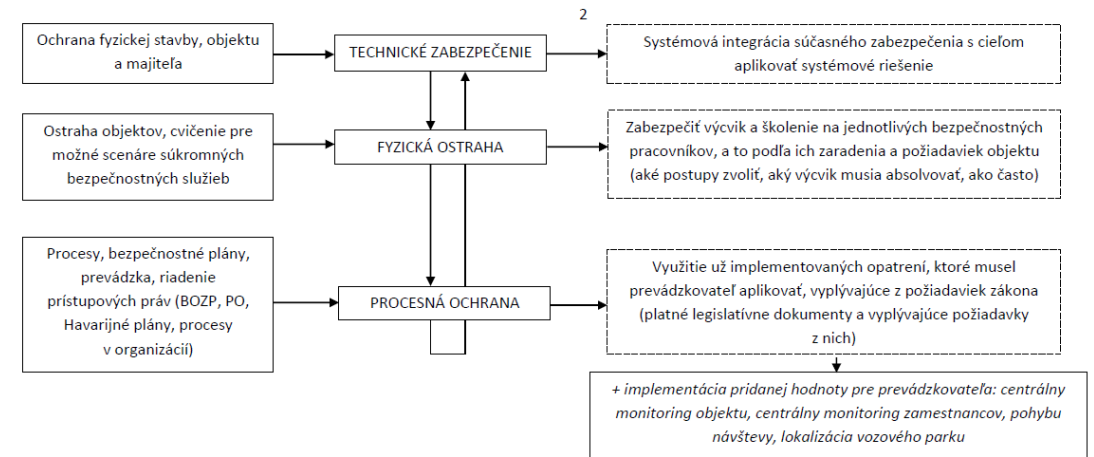 2
Ochrana fyzickej stavby, objektu
a majiteľa
TECHNICKÉ ZABEZPEČENIE
Systémová integrácia súčasného zabezpečenia s cieľom
aplikovať systémové riešenie
Ostraha objektov, cvičenie pre
možné scenáre súkromných
bezpečnostných služieb
FYZICKÁ OSTRAHA
Zabezpečiť výcvik a školenie na jednotlivých bezpečnostných
pracovníkov, a to podľa ich zaradenia a požiadaviek objektu
(aké postupy zvoliť, aký výcvik musia absolvovať, ako často)
Procesy, bezpečnostné plány,
prevádzka, riadenie
prístupových práv (BOZP, PO,
Havarijné plány, procesy
v organizácií)
PROCESNÁ OCHRANA
Využitie už implementovaných opatrení, ktoré musel
prevádzkovateľ aplikovať, vyplývajúce z požiadaviek zákona
(platné legislatívne dokumenty a vyplývajúce požiadavky
z nich)
+ implementácia pridanej hodnoty pre prevádzkovateľa: centrálny
monitoring objektu, centrálny monitoring zamestnancov, pohybu
návštevy, lokalizácia vozového parku